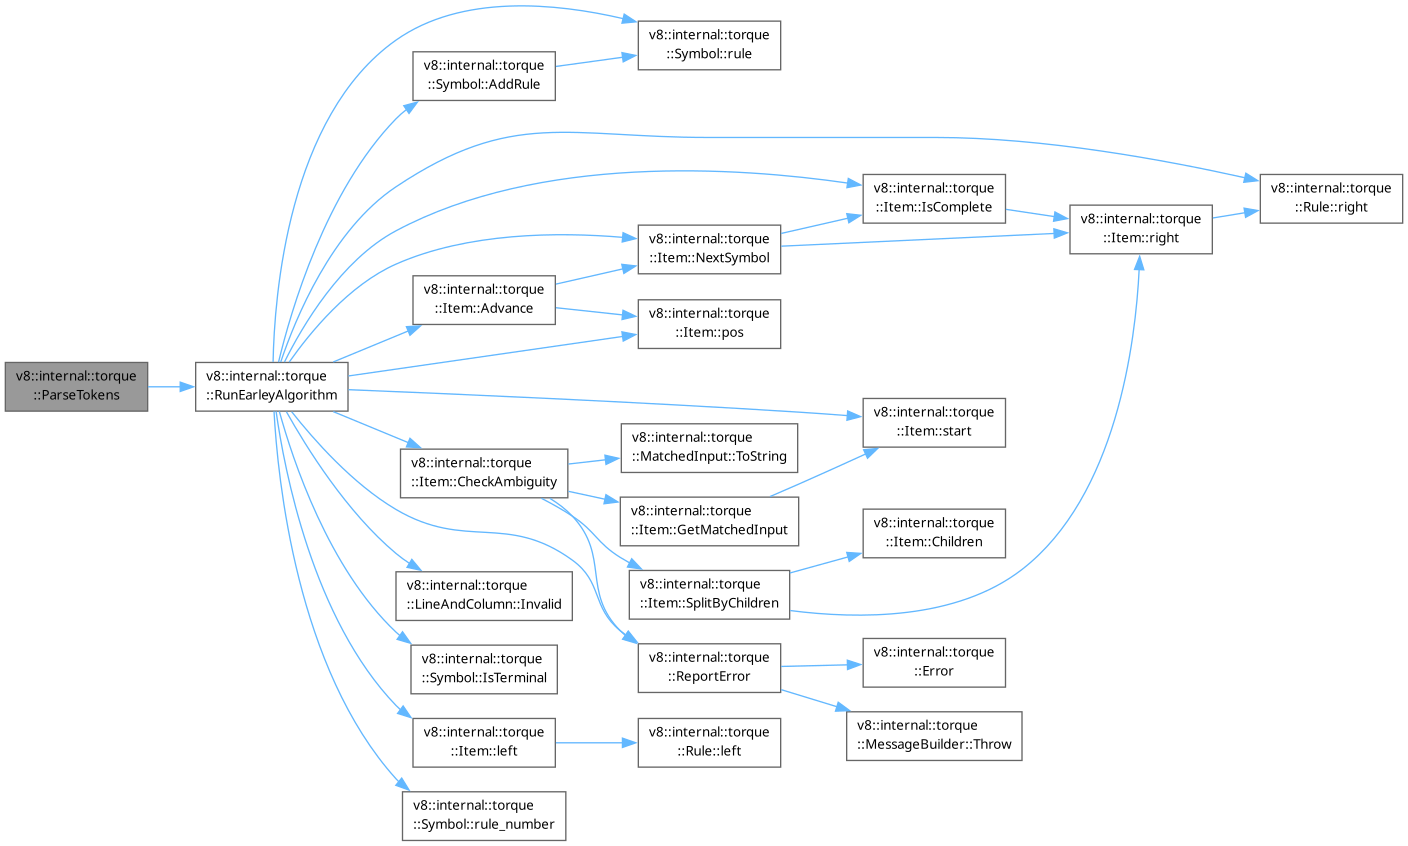 v8::internal::torque
::ParseTokens
v8::internal::torque
::RunEarleyAlgorithm
v8::internal::torque
::Symbol::AddRule
v8::internal::torque
::Item::Advance
v8::internal::torque
::Item::CheckAmbiguity
v8::internal::torque
::LineAndColumn::Invalid
v8::internal::torque
::Symbol::IsTerminal
v8::internal::torque
::Item::left
v8::internal::torque
::Symbol::rule_number
v8::internal::torque
::Symbol::rule
v8::internal::torque
::Item::NextSymbol
v8::internal::torque
::Item::pos
v8::internal::torque
::MatchedInput::ToString
v8::internal::torque
::Item::GetMatchedInput
v8::internal::torque
::Item::SplitByChildren
v8::internal::torque
::ReportError
v8::internal::torque
::Rule::left
v8::internal::torque
::Item::IsComplete
v8::internal::torque
::Item::start
v8::internal::torque
::Item::Children
v8::internal::torque
::Error
v8::internal::torque
::MessageBuilder::Throw
v8::internal::torque
::Item::right
v8::internal::torque
::Rule::right